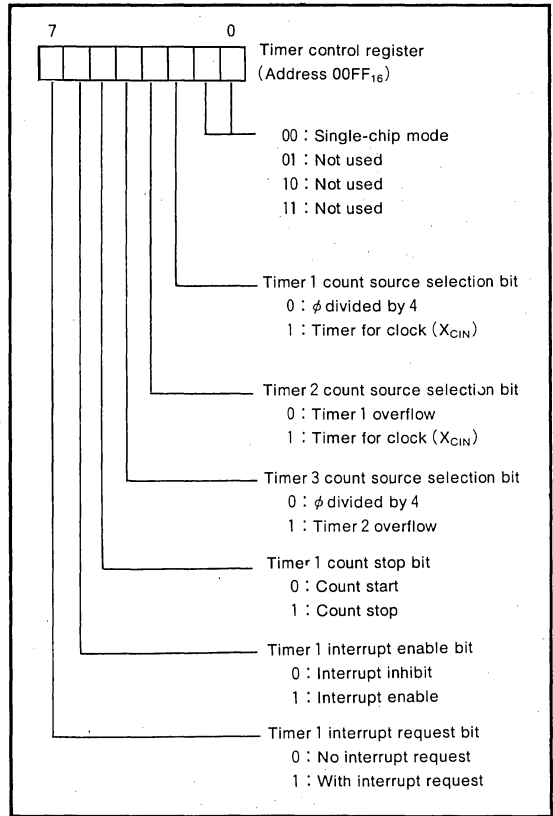 7 0
Timer control register
(Address 00FF₁₆)
00 : Single-chip mode
01 : Not used
10 : Not used
11 : Not used
Timer 1 count source selection bit
0 : φ divided by 4
1 : Timer for clock (XCIN)
Timer 2 count source selection bit
0 : Timer 1 overflow
1 : Timer for clock (XCIN)
Timer 3 count source selection bit
0 : φ divided by 4
1 : Timer 2 overflow
Timer 1 count stop bit
0 : Count start
1 : Count stop
Timer 1 interrupt enable bit
0 : Interrupt inhibit
1 : Interrupt enable
Timer 1 interrupt request bit
0 : No interrupt request
1 : With interrupt request